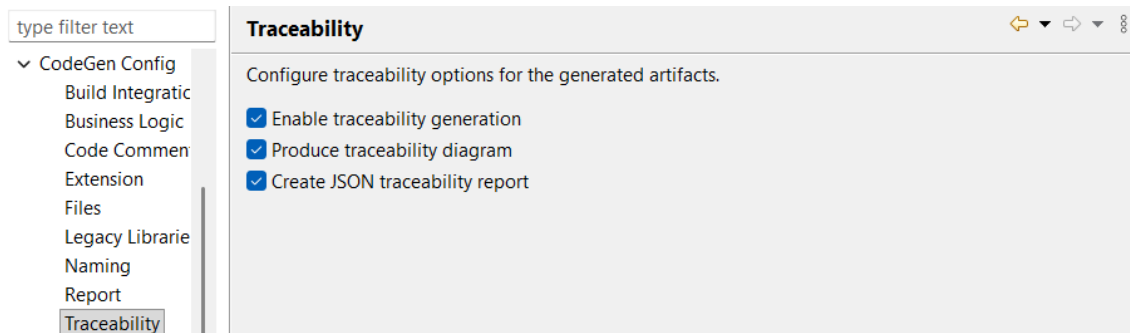 type filter text
Traceability
CodeGen Config
Build Integratic
Business Logic
Code Commen
Extension
Files
Legacy Librarie
Naming
Report
Traceability
Configure traceability options for the generated artifacts.
Enable traceability generation
Produce traceability diagram
Create JSON traceability report